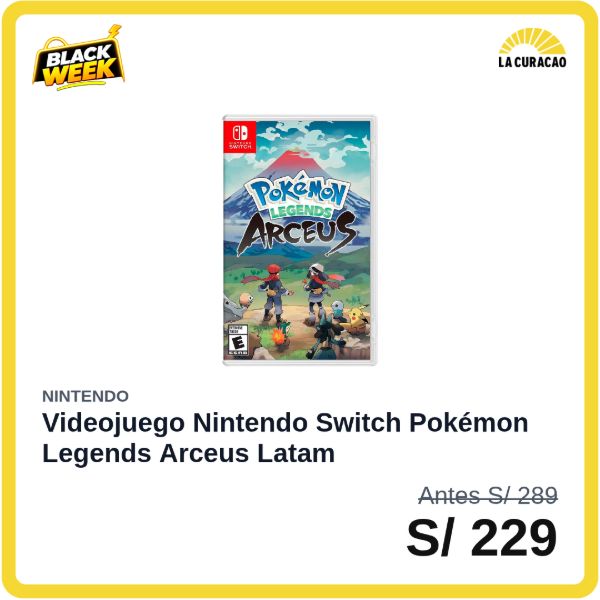 BLACK
WEEK
LA CURACAO
NINTENDO
SWITCH
POKÉMON
LEGENDS
ARCEUS
E
ESRB
NINTENDO
Videojuego Nintendo Switch Pokémon
Legends Arceus Latam
Antes S/ 289
S/ 229